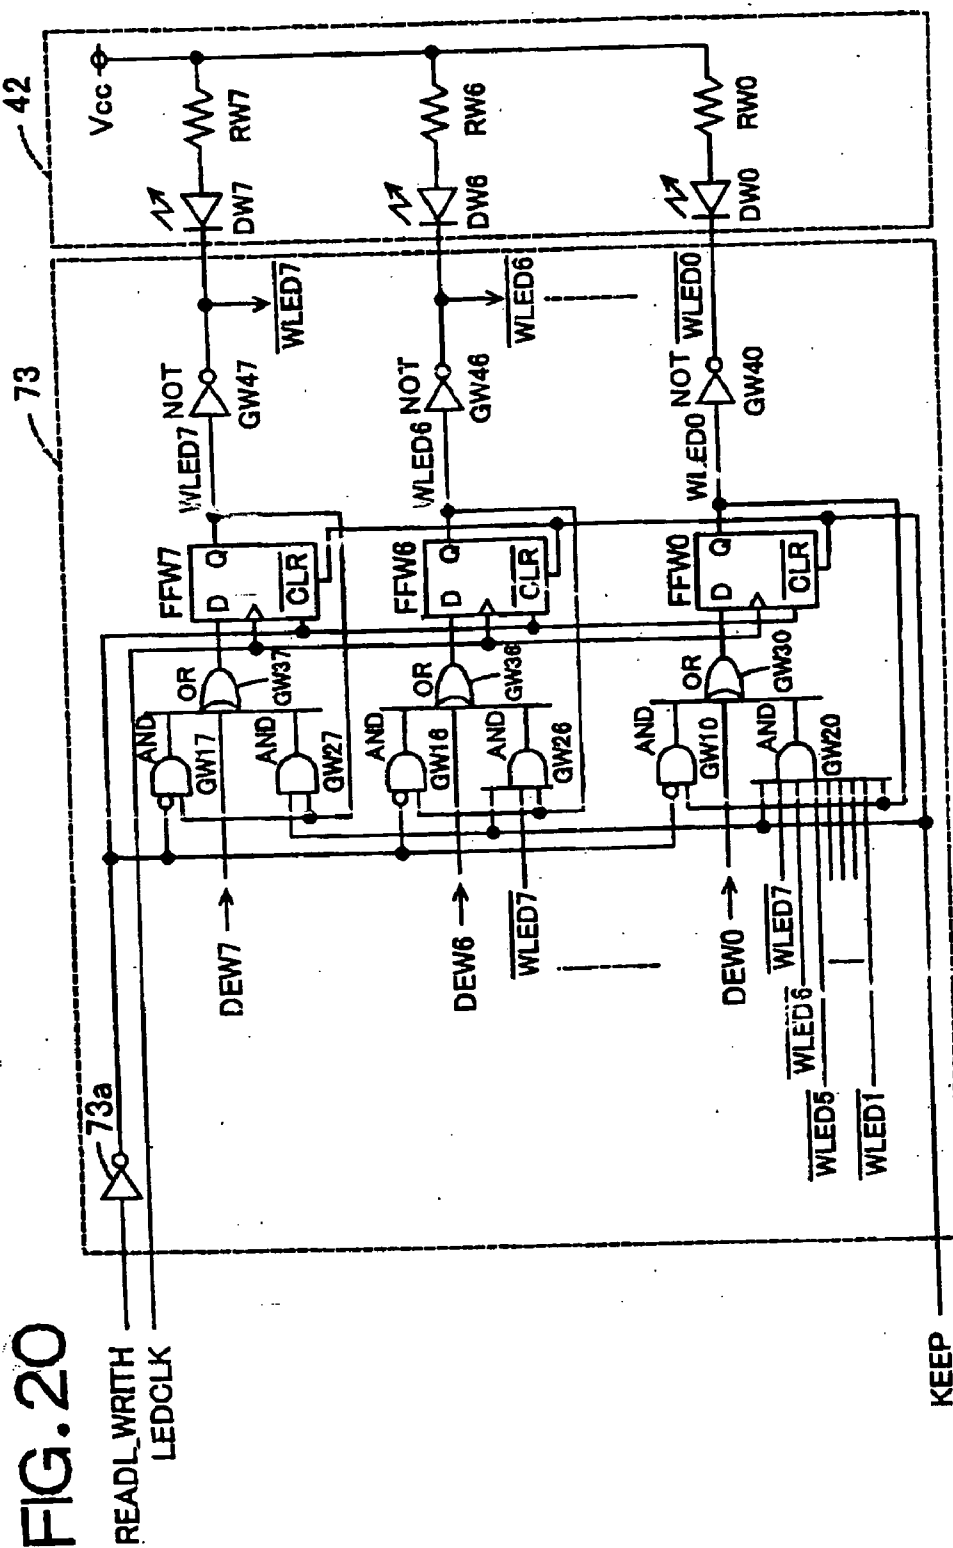 FIG.20
42
73
Vcc
RW7
DW7
WLED7
NOT
GW47
WLED7
FFW7
D
Q
CLR
OR
GW37
AND
GW17
AND
GW27
DEW7
RW6
DW6
WLED6
NOT
GW46
WLED6
FFW6
D
Q
CLR
OR
GW36
AND
GW16
AND
GW26
DEW6
WLED7
RW0
DW0
WLED0
NOT
GW40
WLED0
FFW0
D
Q
CLR
OR
GW30
AND
GW10
AND
GW20
DEW0
WLED7
WLED6
WLED5
WLED1
73a
READL_WRITH
LEDCLK
KEEP